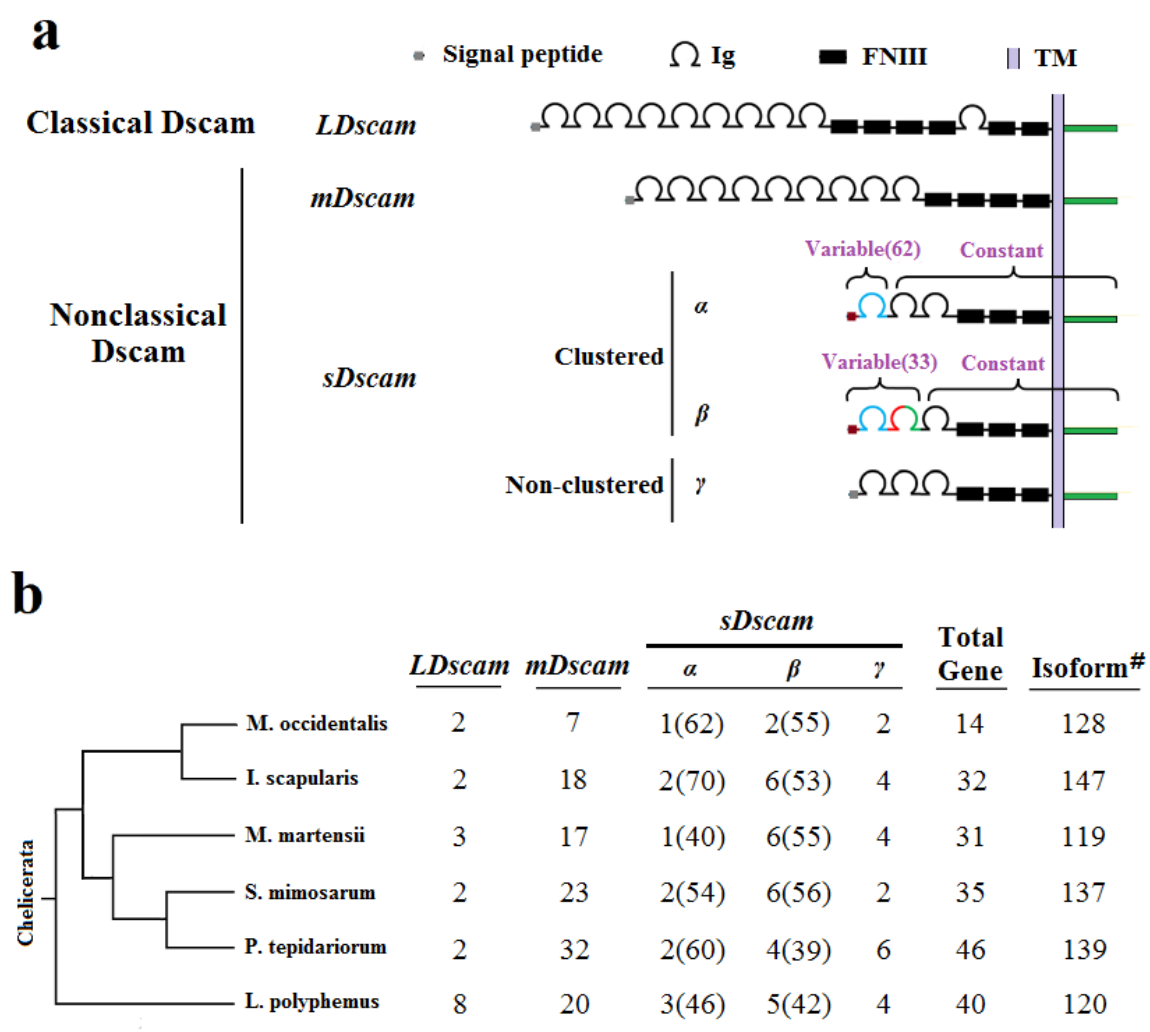 a
Signal peptide Ig FNIII TM
Classical Dscam LDscam
mDscam
Variable(62) Constant
Nonclassical
Dscam
sDscam
Clustered
α
Variable(33) Constant
β
Non-clustered γ
b
sDscam
LDscam mDscam α β γ Total
Gene Isoform#
M. occidentalis 2 7 1(62) 2(55) 2 14 128
I. scapularis 2 18 2(70) 6(53) 4 32 147
M. martensii 3 17 1(40) 6(55) 4 31 119
S. mimosarum 2 23 2(54) 6(56) 2 35 137
P. tepidariorum 2 32 2(60) 4(39) 6 46 139
L. polyphemus 8 20 3(46) 5(42) 4 40 120
Chelicerata